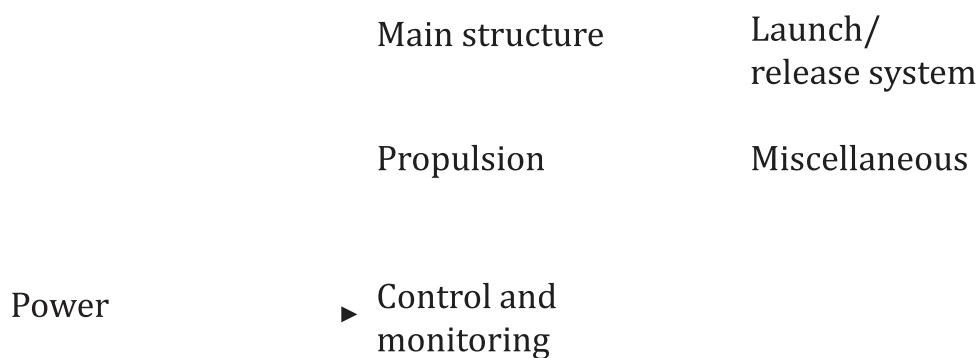 Main structure
Launch/
release system
Propulsion
Miscellaneous
Power
Control and
monitoring